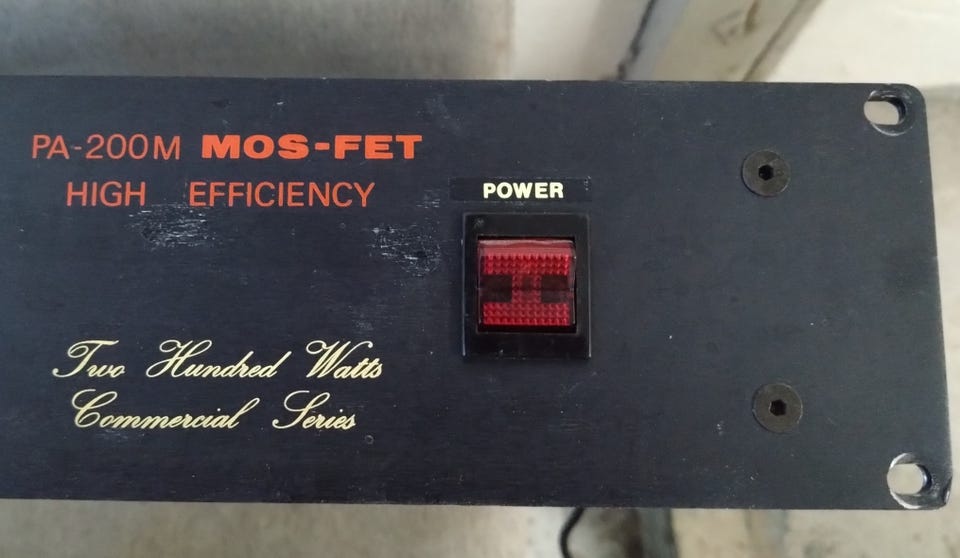 PA-200M MOS-FET
HIGH EFFICIENCY
POWER
Two Hundred Watts
Commercial Series